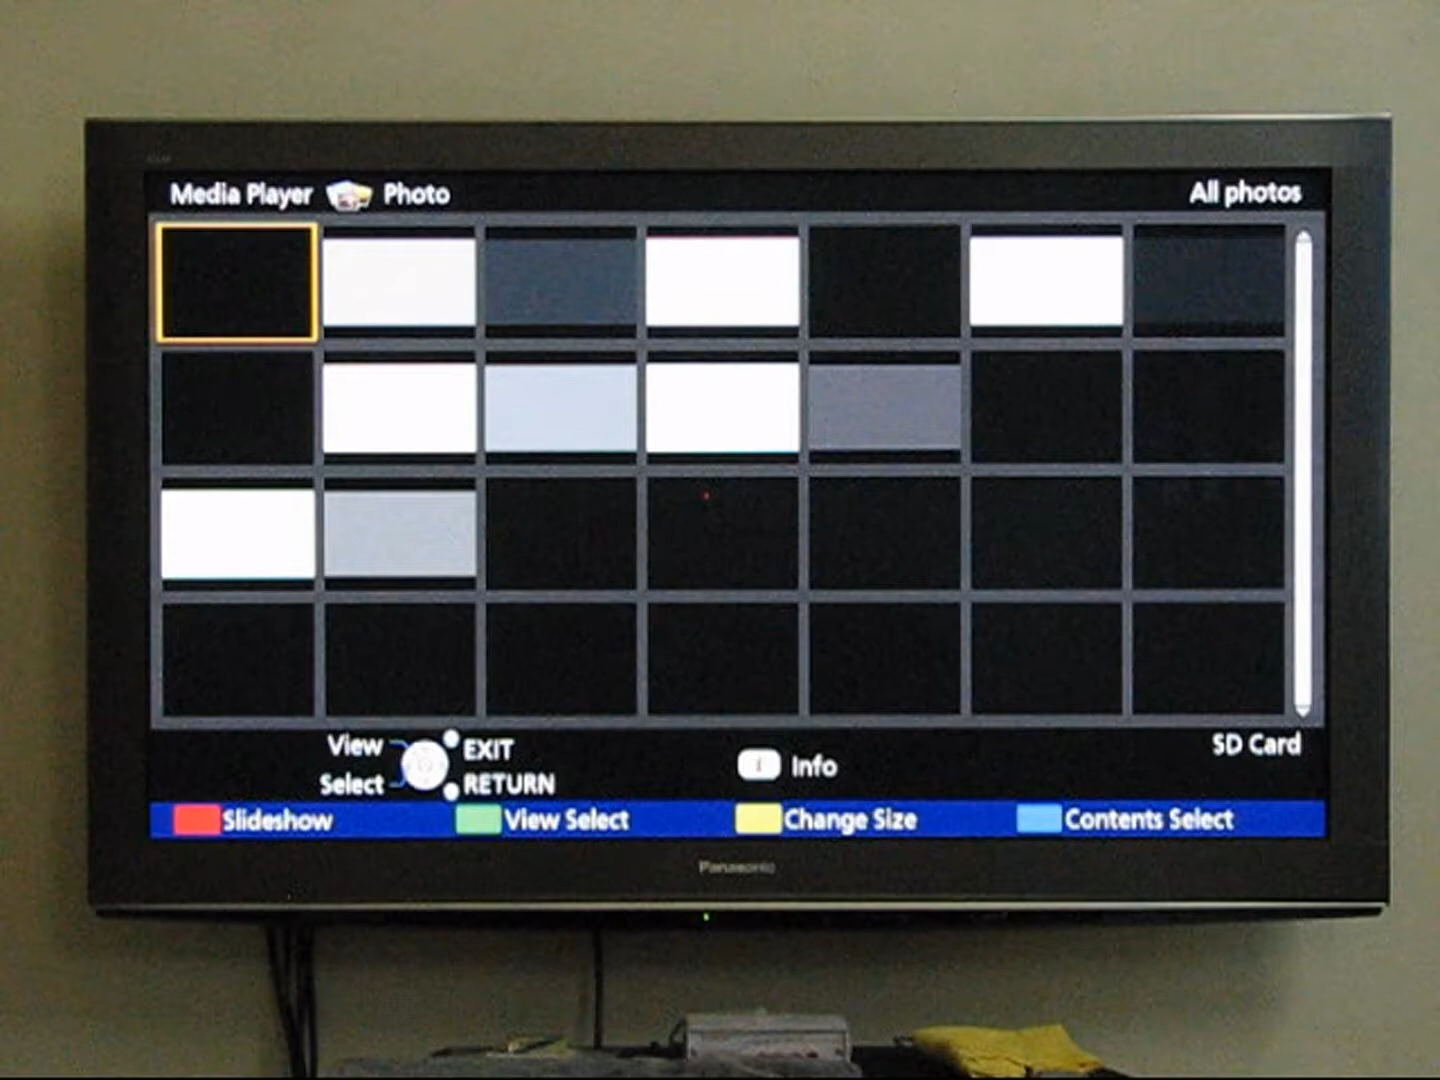 Media Player Photo All photos
View EXIT
Select RETURN
i Info
SD Card
Slideshow View Select Change Size Contents Select
Panasonic